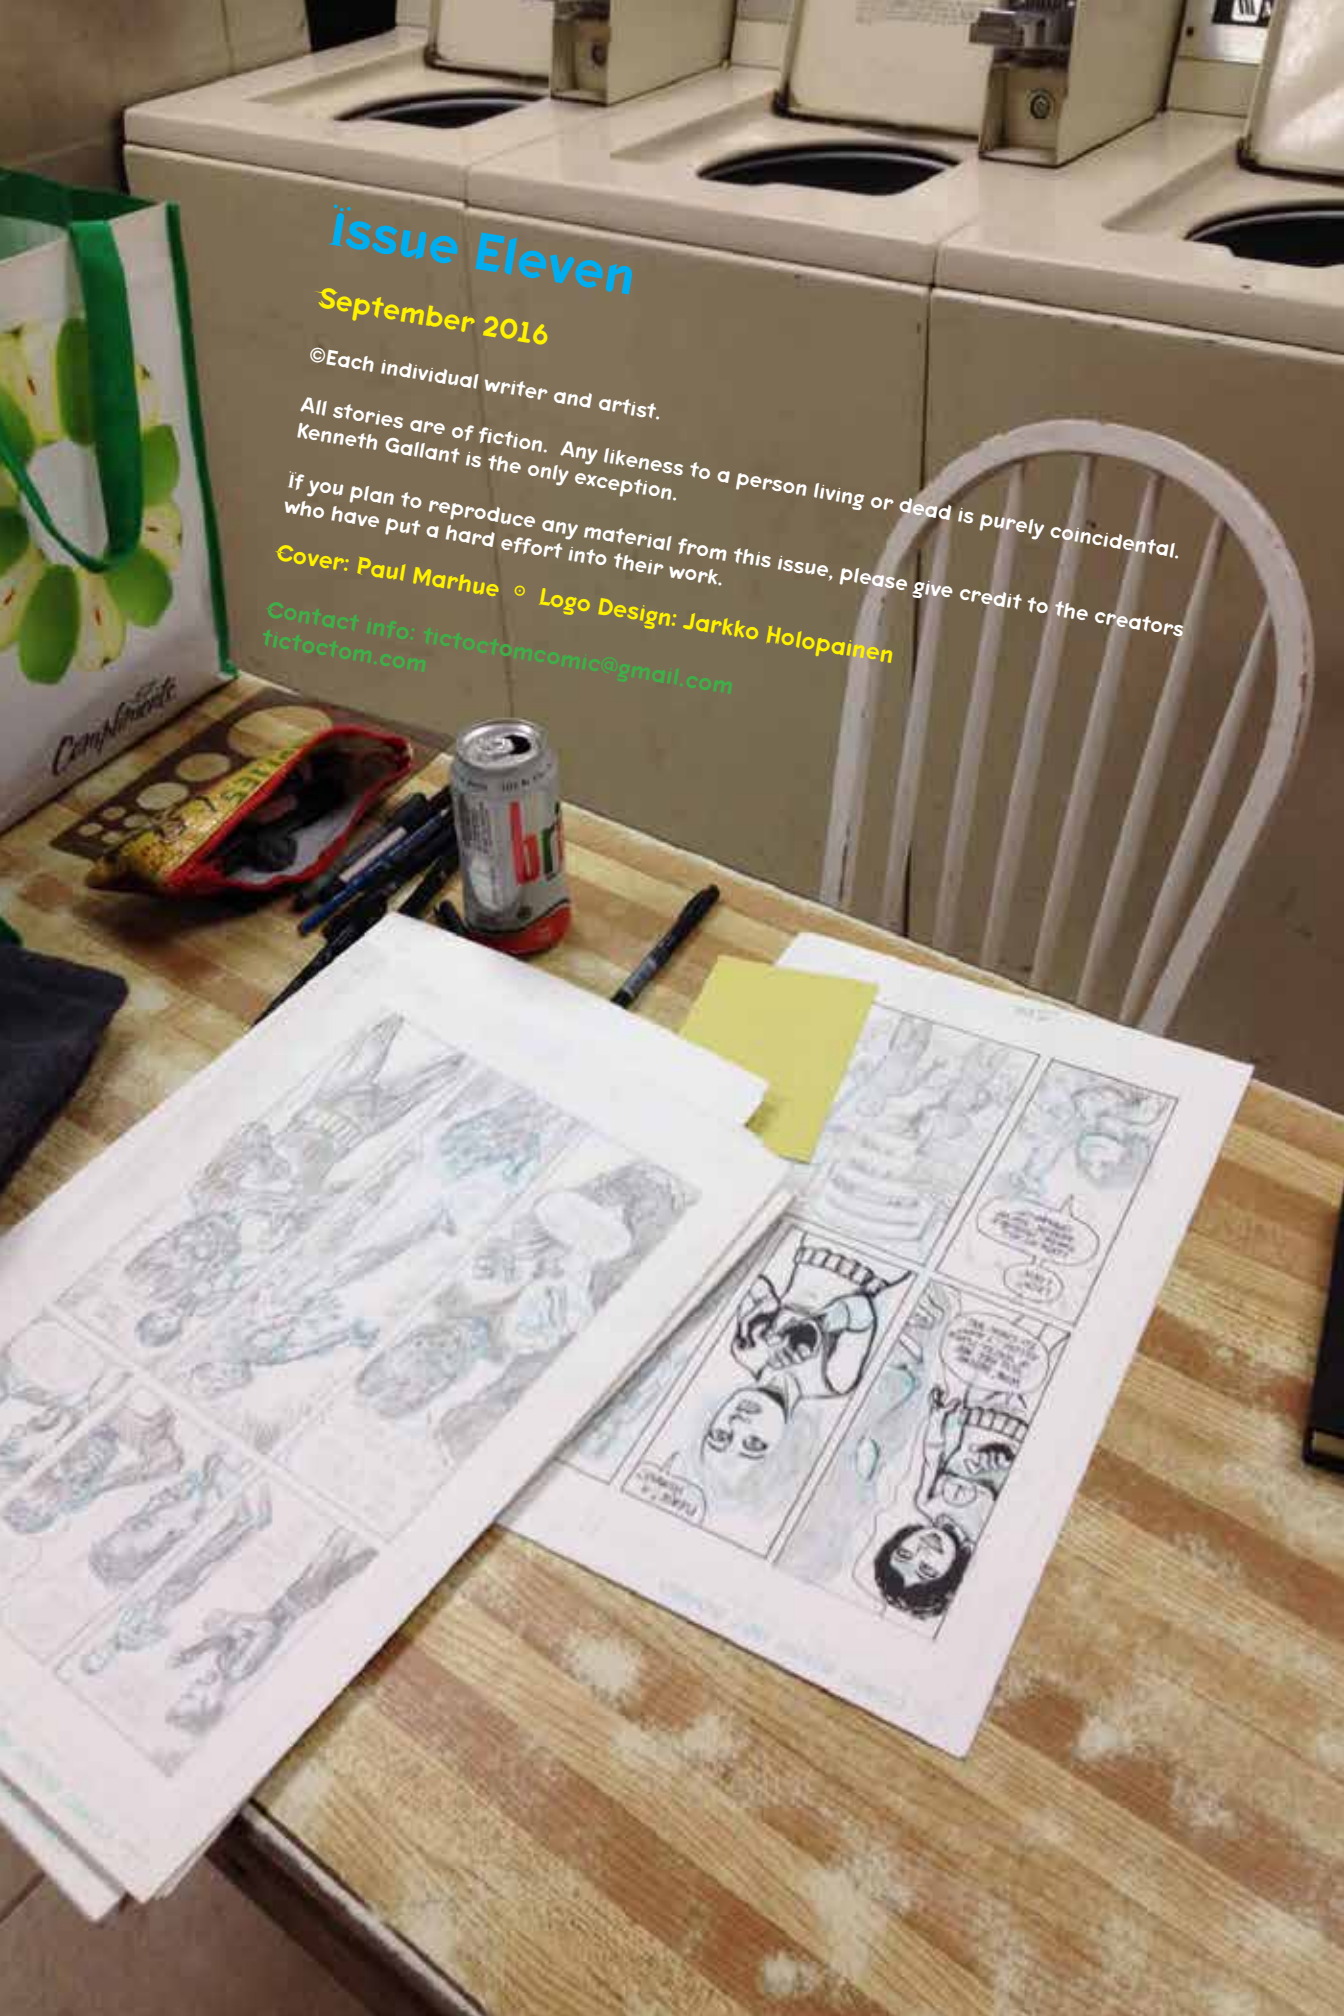 Issue Eleven
September 2016
©Each individual writer and artist.
All stories are of fiction.  Any likeness to a person living or dead is purely coincidental.
Kenneth Gallant is the only exception.
If you plan to reproduce any material from this issue, please give credit to the creators
who have put a hard effort into their work.
Cover: Paul Marhue ⊙ Logo Design: Jarkko Holopainen
Contact info: tictoctomcomic@gmail.com
tictoctom.com
Compliments
bri